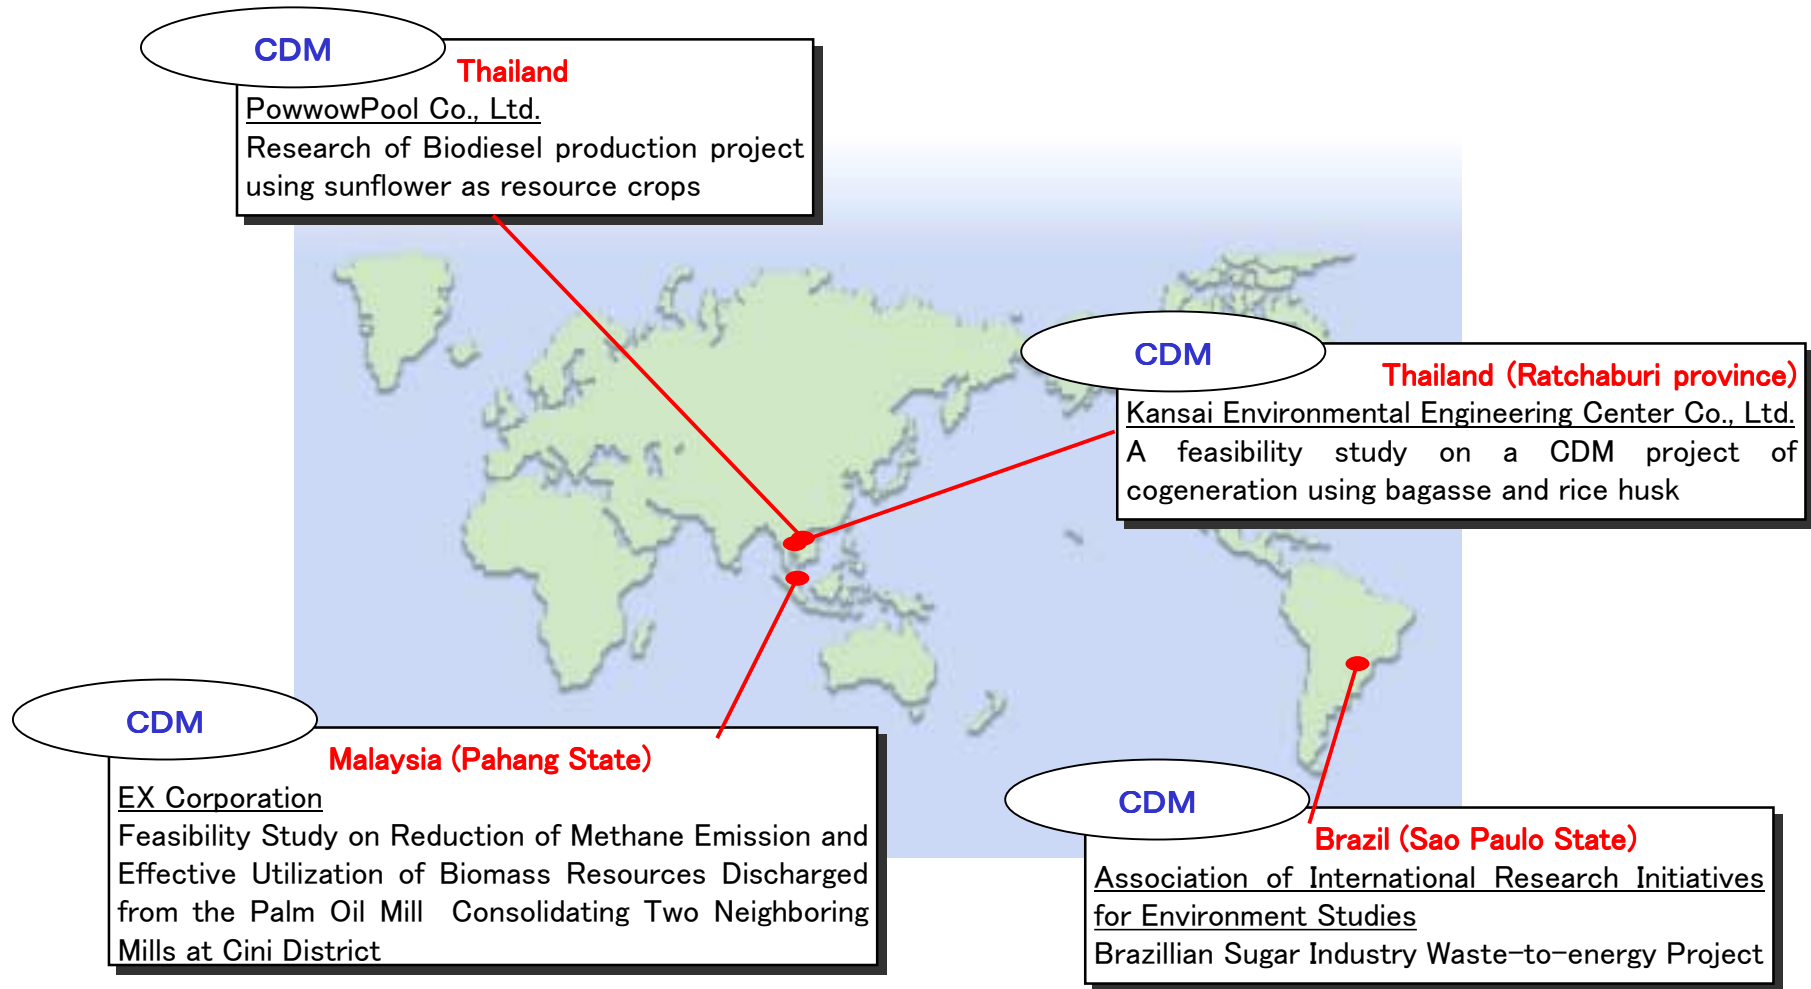 CDM
Thailand
PowwowPool Co., Ltd.
Research of Biodiesel production project
using sunflower as resource crops
CDM
Thailand (Ratchaburi province)
Kansai Environmental Engineering Center Co., Ltd.
A feasibility study on a CDM project of
cogeneration using bagasse and rice husk
CDM
Malaysia (Pahang State)
EX Corporation
Feasibility Study on Reduction of Methane Emission and
Effective Utilization of Biomass Resources Discharged
from the Palm Oil Mill Consolidating Two Neighboring
Mills at Cini District
CDM
Brazil (Sao Paulo State)
Association of International Research Initiatives
for Environment Studies
Brazillian Sugar Industry Waste-to-energy Project